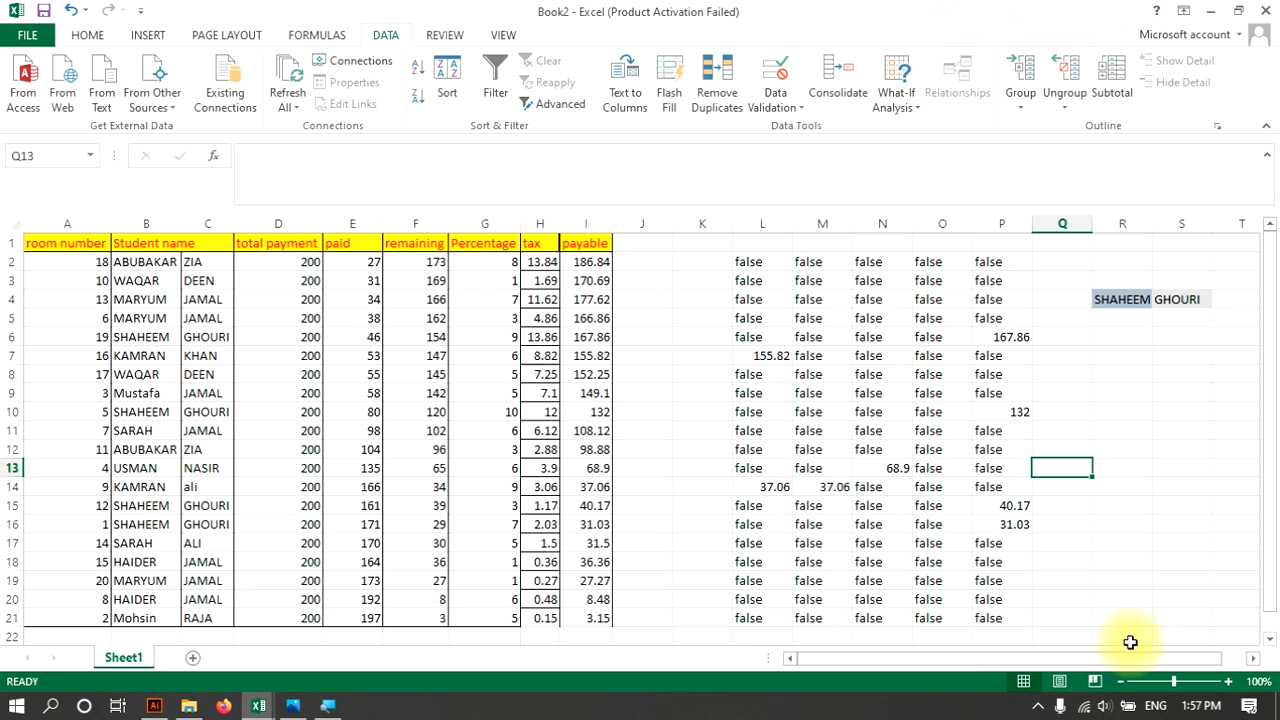 Book2 - Excel (Product Activation Failed)
FILE HOME INSERT PAGE LAYOUT FORMULAS DATA REVIEW VIEW Microsoft account
From Access From Web From Text From Other Sources Existing Connections Refresh All Connections Properties Edit Links Sort Filter Clear Reapply Advanced Text to Columns Flash Fill Remove Duplicates Data Validation Consolidate What-If Analysis Relationships Group Ungroup Subtotal Show Detail Hide Detail
Get External Data Connections Sort & Filter Data Tools Outline
Q13 fx
A B C D E F G H I J K L M N O P Q R S T
1 room number Student name total payment paid remaining Percentage tax payable
2 18 ABUBAKAR ZIA 200 27 173 8 13.84 186.84 false false false false false
3 10 WAQAR DEEN 200 31 169 1 1.69 170.69 false false false false false
4 13 MARYUM JAMAL 200 34 166 7 11.62 177.62 false false false false false SHAHEEM GHOURI
5 6 MARYUM JAMAL 200 38 162 3 4.86 166.86 false false false false false
6 19 SHAHEEM GHOURI 200 46 154 9 13.86 167.86 false false false false 167.86
7 16 KAMRAN KHAN 200 53 147 6 8.82 155.82 155.82 false false false false
8 17 WAQAR DEEN 200 55 145 5 7.25 152.25 false false false false false
9 3 Mustafa JAMAL 200 58 142 5 7.1 149.1 false false false false false
10 5 SHAHEEM GHOURI 200 80 120 10 12 132 false false false false 132
11 7 SARAH JAMAL 200 98 102 6 6.12 108.12 false false false false false
12 11 ABUBAKAR ZIA 200 104 96 3 2.88 98.88 false false false false false
13 4 USMAN NASIR 200 135 65 6 3.9 68.9 false false 68.9 false false
14 9 KAMRAN ali 200 166 34 9 3.06 37.06 37.06 37.06 false false false
15 12 SHAHEEM GHOURI 200 161 39 3 1.17 40.17 false false false false 40.17
16 1 SHAHEEM GHOURI 200 171 29 7 2.03 31.03 false false false false 31.03
17 14 SARAH ALI 200 170 30 5 1.5 31.5 false false false false false
18 15 HAIDER JAMAL 200 164 36 1 0.36 36.36 false false false false false
19 20 MARYUM JAMAL 200 173 27 1 0.27 27.27 false false false false false
20 8 HAIDER JAMAL 200 192 8 6 0.48 8.48 false false false false false
21 2 Mohsin RAJA 200 197 3 5 0.15 3.15 false false false false false
22
Sheet1
READY 100%
ENG 1:57 PM